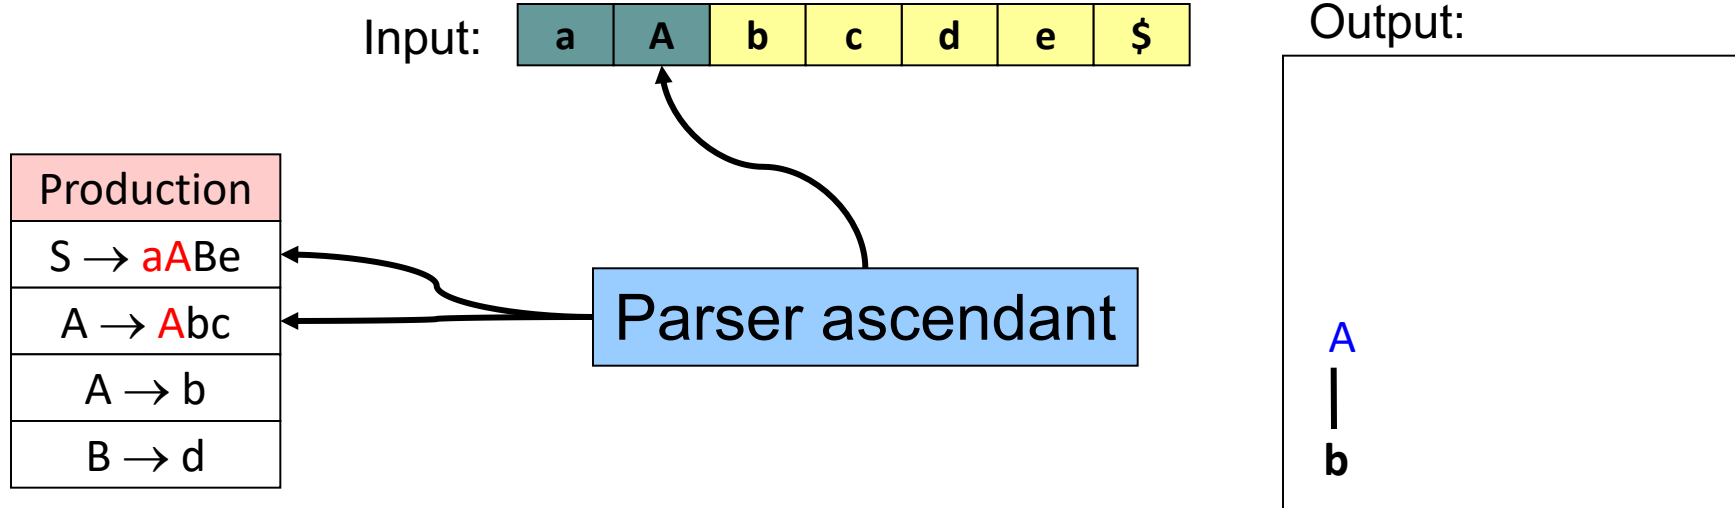 Input: a A b c d e $
Output:
Production
S → aABe
A → Abc
A → b
B → d
Parser ascendant
A
b